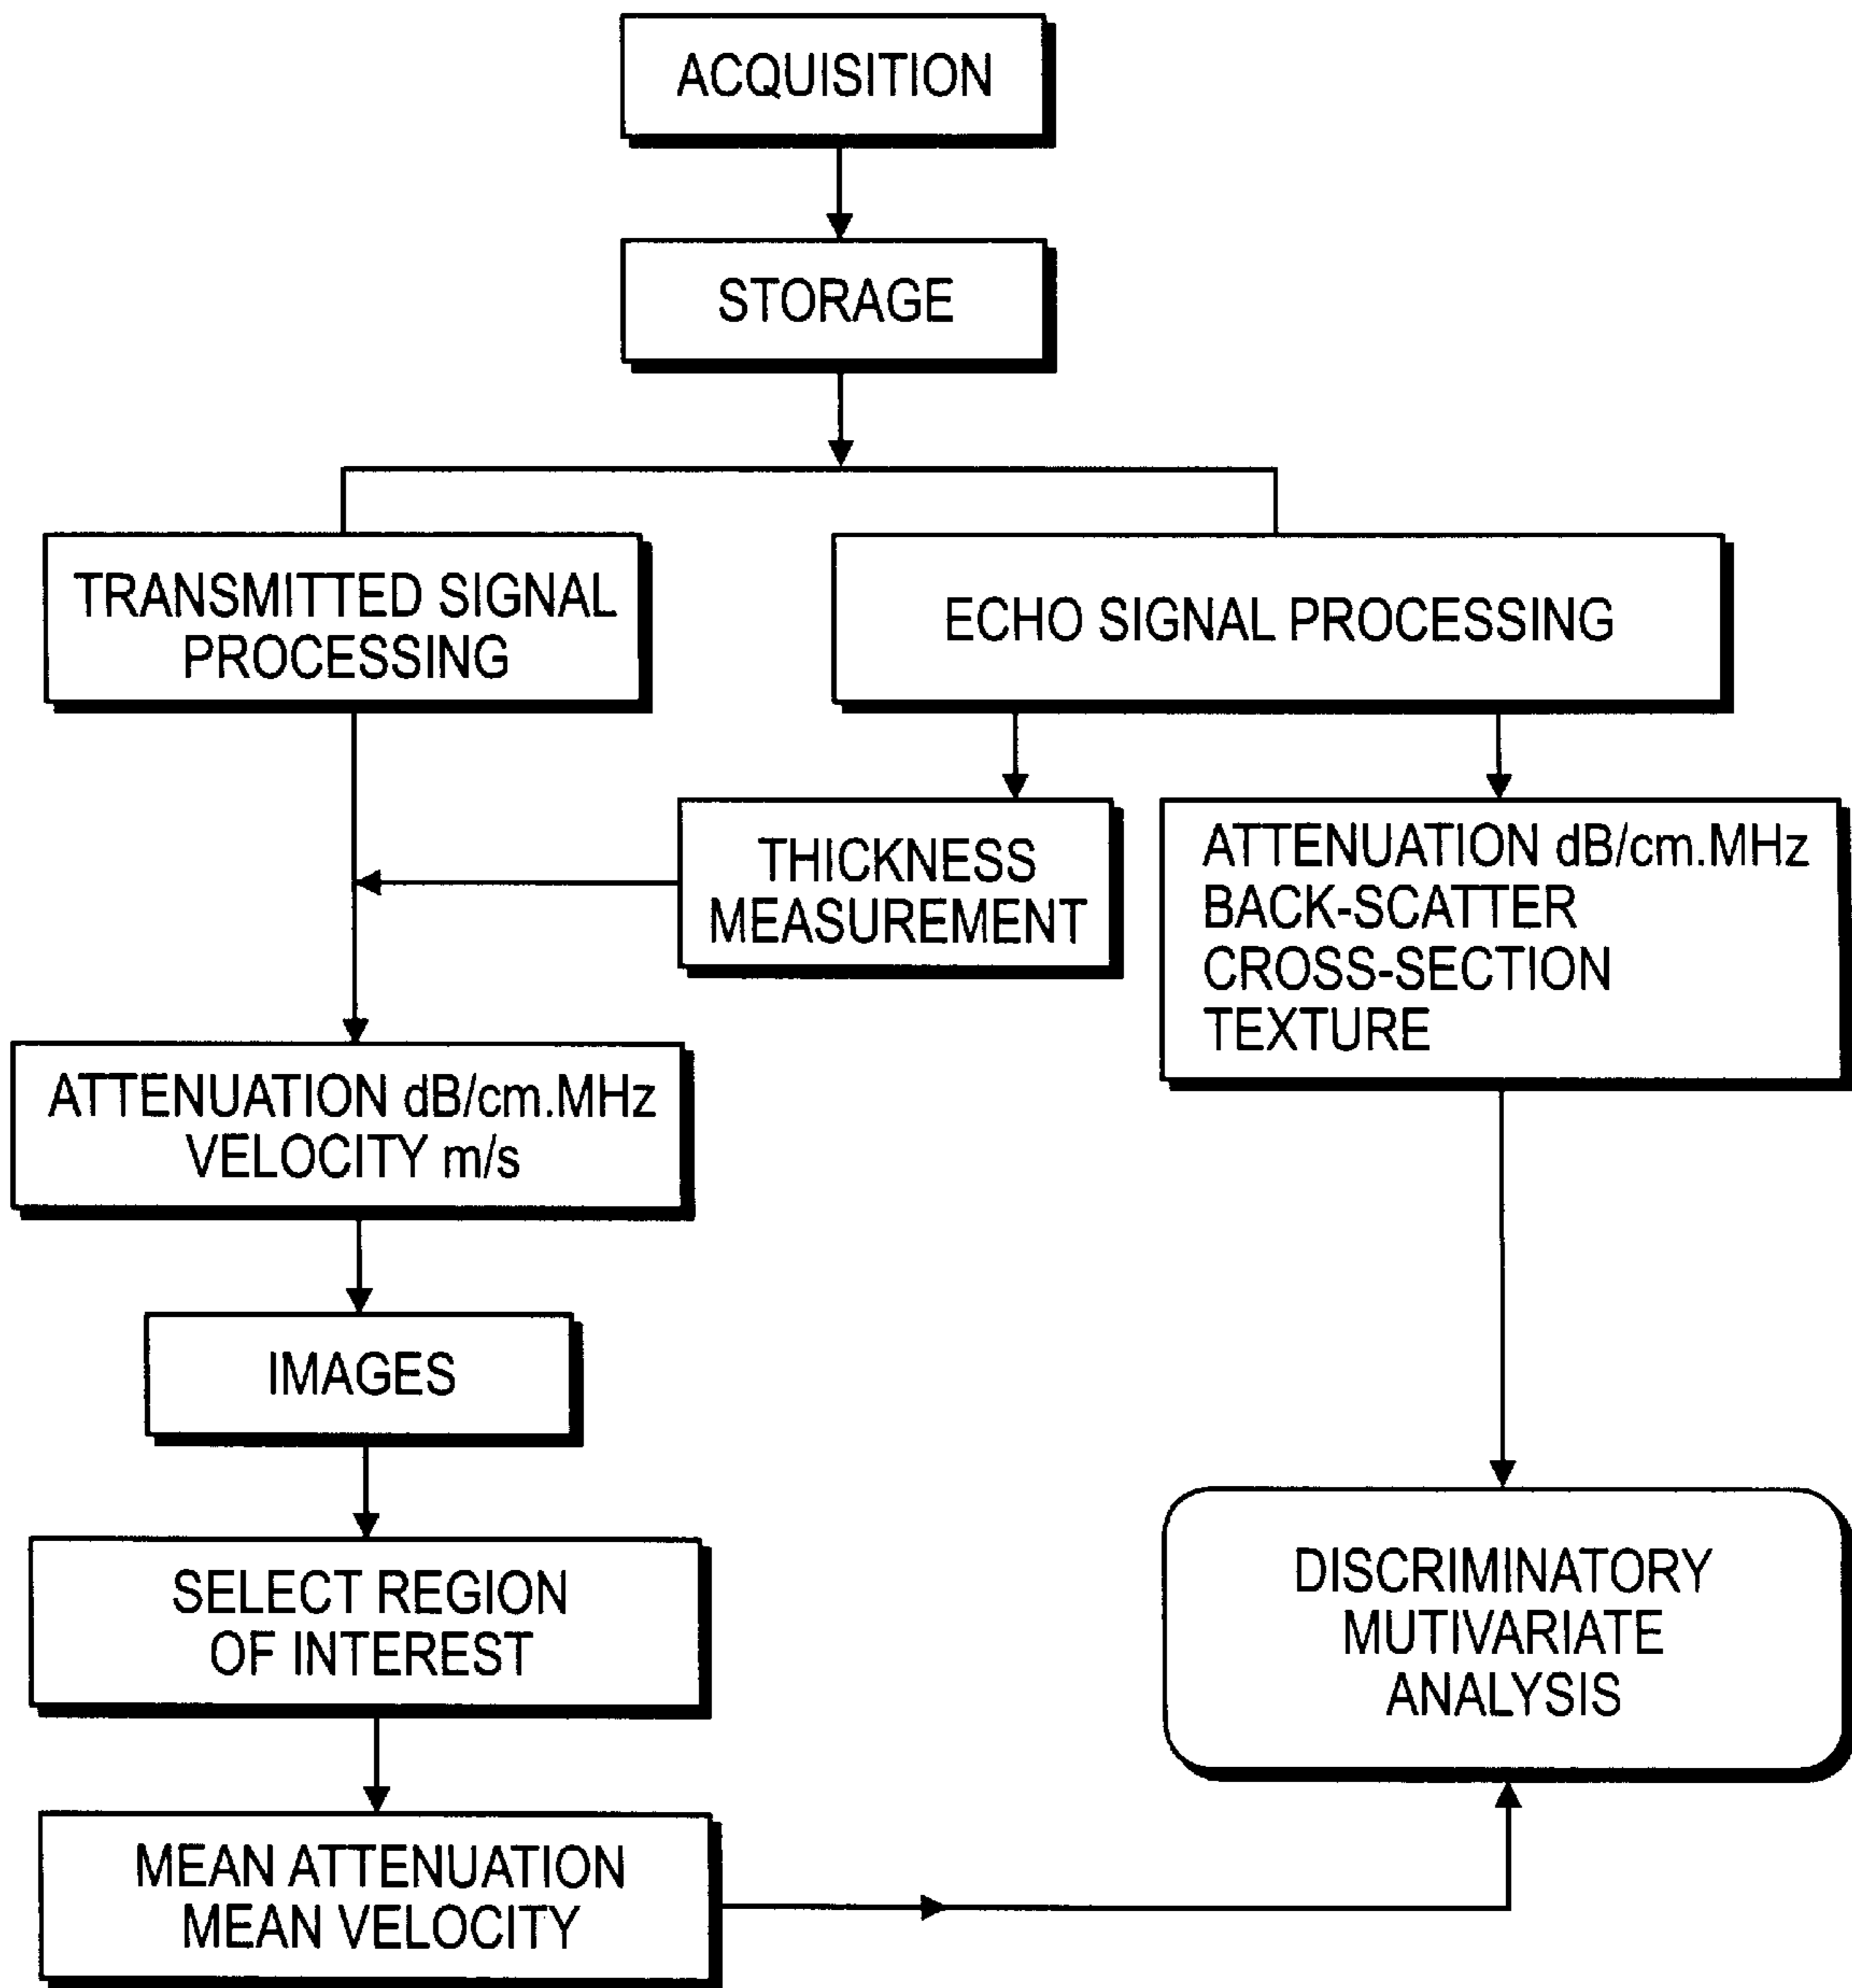 ACQUISITION
STORAGE
TRANSMITTED SIGNAL
PROCESSING
ECHO SIGNAL PROCESSING
THICKNESS
MEASUREMENT
ATTENUATION dB/cm.MHz
BACK-SCATTER
CROSS-SECTION
TEXTURE
ATTENUATION dB/cm.MHz
VELOCITY m/s
IMAGES
SELECT REGION
OF INTEREST
DISCRIMINATORY
MUTIVARIATE
ANALYSIS
MEAN ATTENUATION
MEAN VELOCITY